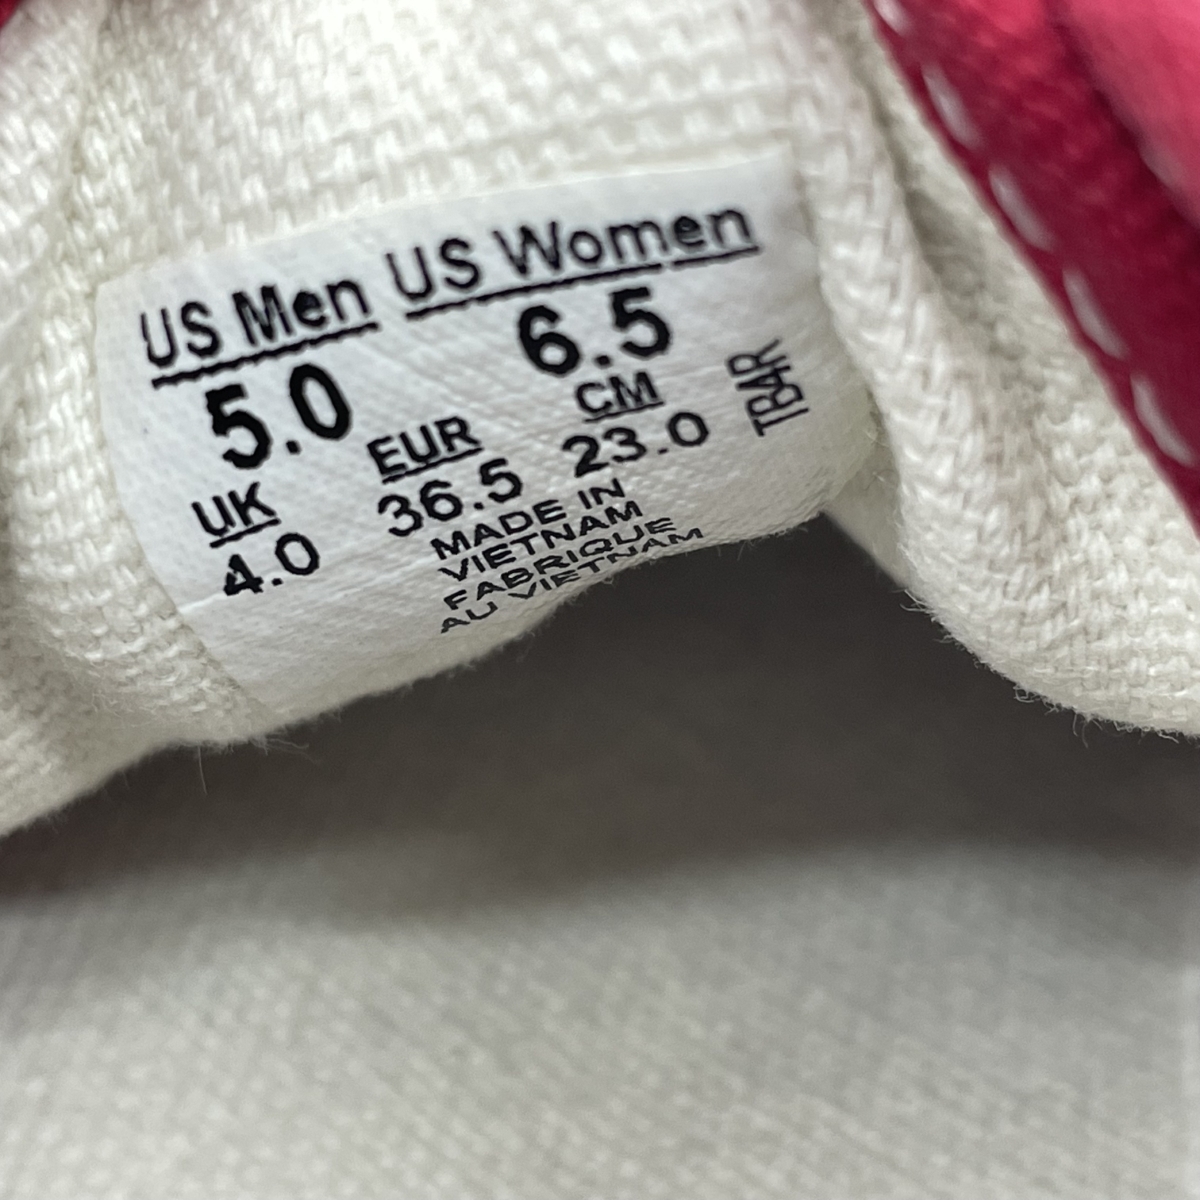 US Men US Women
5.0 6.5
UK EUR CM
4.0 36.5 23.0
MADE IN
VIETNAM
FABRIQUE
AU VIETNAM
TB4R